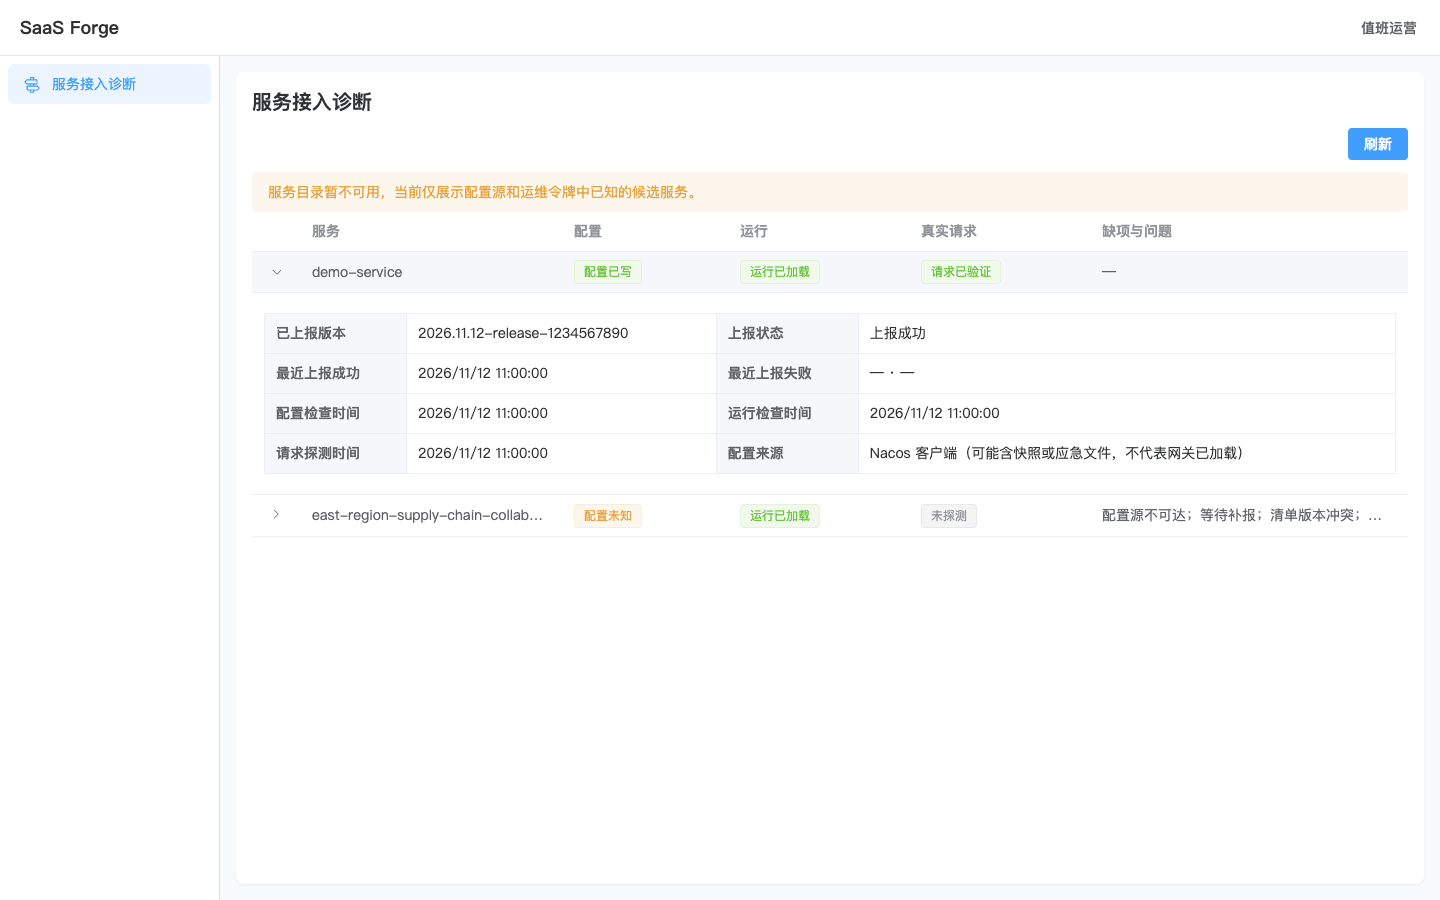 SaaS Forge
值班运营
服务接入诊断
服务接入诊断
刷新
服务目录暂不可用，当前仅展示配置源和运维令牌中已知的候选服务。
服务 配置 运行 真实请求 缺项与问题
demo-service 配置已写 运行已加载 请求已验证 —
已上报版本 2026.11.12-release-1234567890 上报状态 上报成功
最近上报成功 2026/11/12 11:00:00 最近上报失败 — · —
配置检查时间 2026/11/12 11:00:00 运行检查时间 2026/11/12 11:00:00
请求探测时间 2026/11/12 11:00:00 配置来源 Nacos 客户端（可能含快照或应急文件，不代表网关已加载）
east-region-supply-chain-collab... 配置未知 运行已加载 未探测 配置源不可达；等待补报；清单版本冲突；...